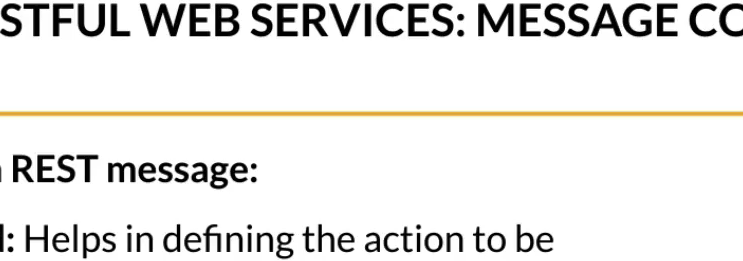 STFUL WEB SERVICES: MESSAGE CO
REST message:
: Helps in defining the action to be